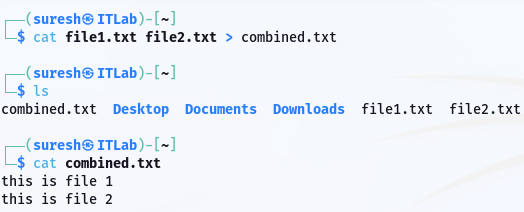 ┌──(suresh㉿ITLab)-[~]
└─$ cat file1.txt file2.txt > combined.txt
┌──(suresh㉿ITLab)-[~]
└─$ ls
combined.txt  Desktop  Documents  Downloads  file1.txt  file2.txt
┌──(suresh㉿ITLab)-[~]
└─$ cat combined.txt
this is file 1
this is file 2